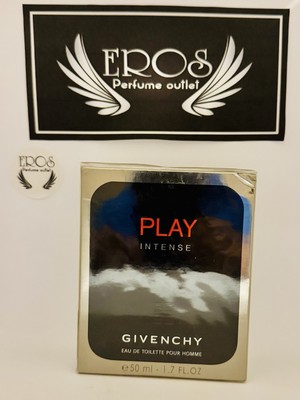 EROS
Perfume outlet
EROS
Perfume outlet
PLAY
INTENSE
GIVENCHY
EAU DE TOILETTE POUR HOMME
℮ 50 ml - 1.7 FL.OZ